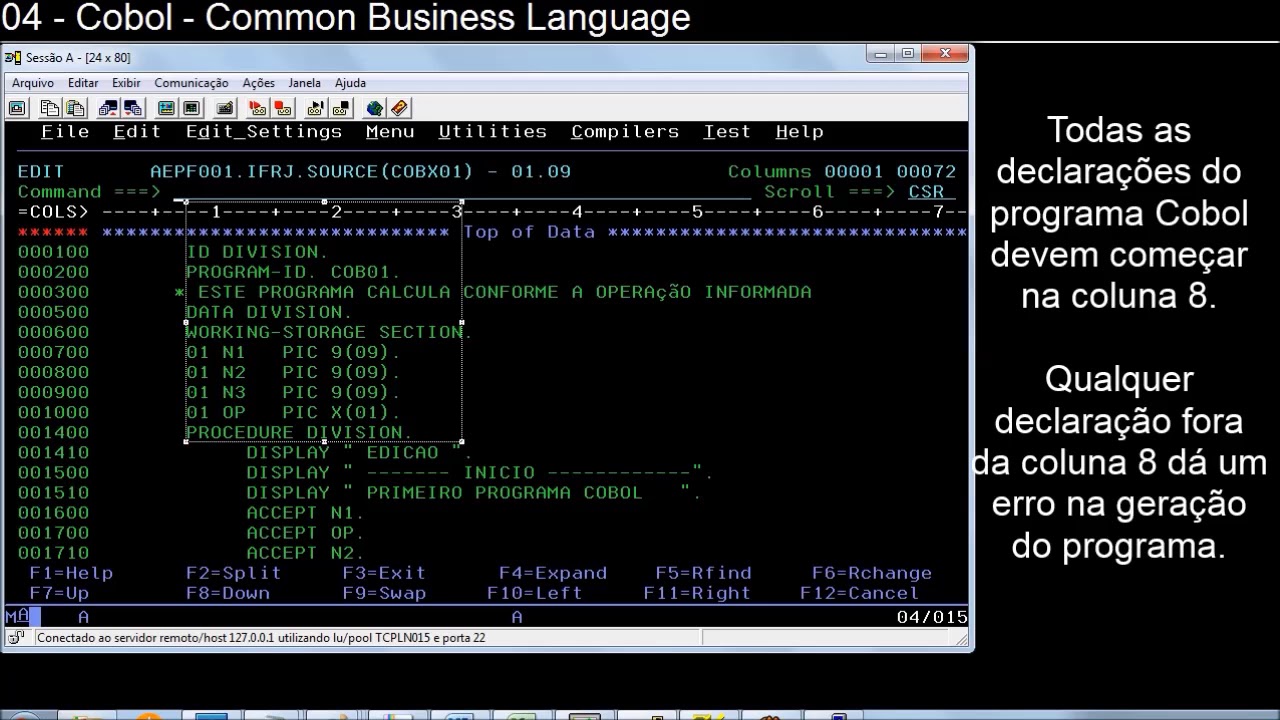 04 - Cobol - Common Business Language
Sessão A - [24 x 80]
Arquivo Editar Exibir Comunicação Ações Janela Ajuda
File Edit Edit_Settings Menu Utilities Compilers Test Help
EDIT AEPF001.IFRJ.SOURCE(COBX01) - 01.09 Columns 00001 00072
Command ===> Scroll ===> CSR
=COLS> ----+----1----+----2----+----3----+----4----+----5----+----6----+----7--
****** ***************************** Top of Data ******************************
000100 ID DIVISION.
000200 PROGRAM-ID. COB01.
000300 * ESTE PROGRAMA CALCULA CONFORME A OPERAçãO INFORMADA
000500 DATA DIVISION.
000600 WORKING-STORAGE SECTION.
000700 01 N1 PIC 9(09).
000800 01 N2 PIC 9(09).
000900 01 N3 PIC 9(09).
001000 01 OP PIC X(01).
001400 PROCEDURE DIVISION.
001410 DISPLAY " EDICAO ".
001500 DISPLAY " ------- INICIO ------------".
001510 DISPLAY " PRIMEIRO PROGRAMA COBOL ".
001600 ACCEPT N1.
001700 ACCEPT OP.
001710 ACCEPT N2.
F1=Help F2=Split F3=Exit F4=Expand F5=Rfind F6=Rchange
F7=Up F8=Down F9=Swap F10=Left F11=Right F12=Cancel
MA A A 04/015
Conectado ao servidor remoto/host 127.0.0.1 utilizando lu/pool TCPLN015 e porta 22
Todas as
declarações do
programa Cobol
devem começar
na coluna 8.
Qualquer
declaração fora
da coluna 8 dá um
erro na geração
do programa.